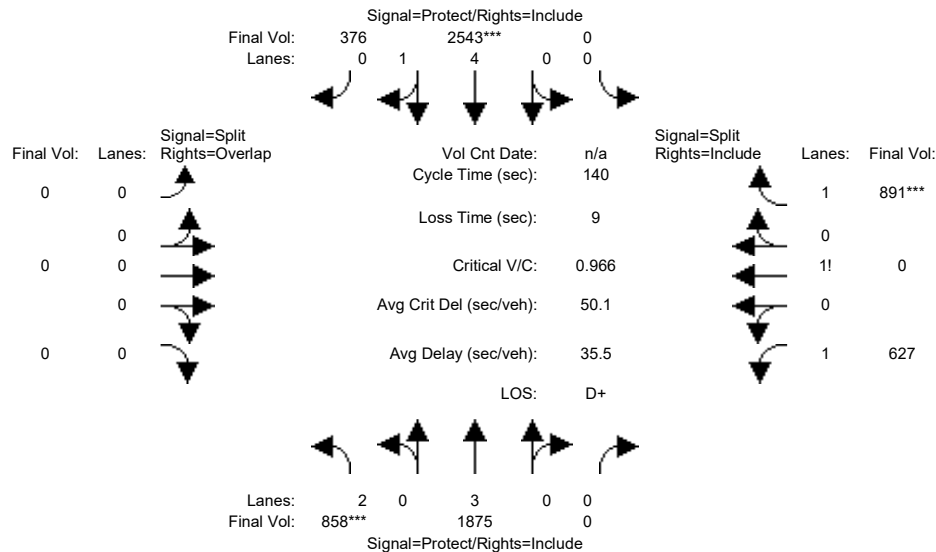 Signal=Protect/Rights=Include
Final Vol: 376 2543*** 0
Lanes: 0 1 4 0 0
Signal=Split Signal=Split
Final Vol: Lanes: Rights=Overlap Vol Cnt Date: n/a Rights=Include Lanes: Final Vol:
Cycle Time (sec): 140
0 0 1 891***
Loss Time (sec): 9
0 0
0 0 Critical V/C: 0.966 1! 0
0 Avg Crit Del (sec/veh): 50.1 0
0 0 Avg Delay (sec/veh): 35.5 1 627
LOS: D+
Lanes: 2 0 3 0 0
Final Vol: 858*** 1875 0
Signal=Protect/Rights=Include